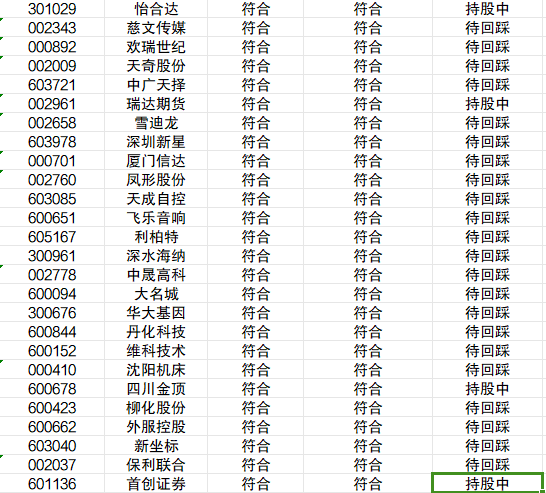 301029 怡合达 符合 符合 持股中
002343 慈文传媒 符合 符合 待回踩
000892 欢瑞世纪 符合 符合 待回踩
002009 天奇股份 符合 符合 待回踩
603721 中广天择 符合 符合 待回踩
002961 瑞达期货 符合 符合 持股中
002658 雪迪龙 符合 符合 待回踩
603978 深圳新星 符合 符合 待回踩
000701 厦门信达 符合 符合 待回踩
002760 凤形股份 符合 符合 待回踩
603085 天成自控 符合 符合 待回踩
600651 飞乐音响 符合 符合 待回踩
605167 利柏特 符合 符合 待回踩
300961 深水海纳 符合 符合 待回踩
002778 中晟高科 符合 符合 待回踩
600094 大名城 符合 符合 待回踩
300676 华大基因 符合 符合 待回踩
600844 丹化科技 符合 符合 待回踩
600152 维科技术 符合 符合 待回踩
000410 沈阳机床 符合 符合 待回踩
600678 四川金顶 符合 符合 持股中
600423 柳化股份 符合 符合 待回踩
600662 外服控股 符合 符合 待回踩
603040 新坐标 符合 符合 待回踩
002037 保利联合 符合 符合 待回踩
601136 首创证券 符合 符合 持股中